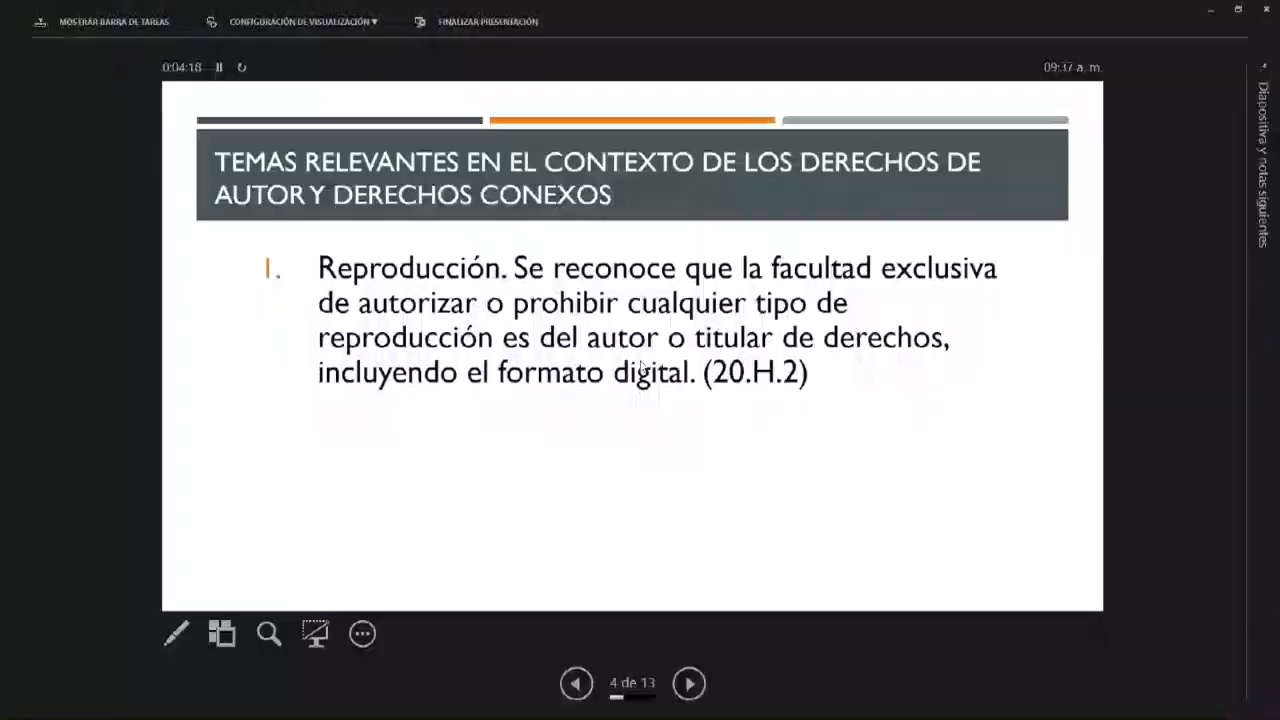 MOSTRAR BARRA DE TAREAS
CONFIGURACIÓN DE VISUALIZACIÓN ▼
FINALIZAR PRESENTACIÓN
0:04:18
09:37 a. m.
TEMAS RELEVANTES EN EL CONTEXTO DE LOS DERECHOS DE
AUTOR Y DERECHOS CONEXOS
1. Reproducción. Se reconoce que la facultad exclusiva
de autorizar o prohibir cualquier tipo de
reproducción es del autor o titular de derechos,
incluyendo el formato digital. (20.H.2)
Diapositiva y notas siguientes
4 de 13